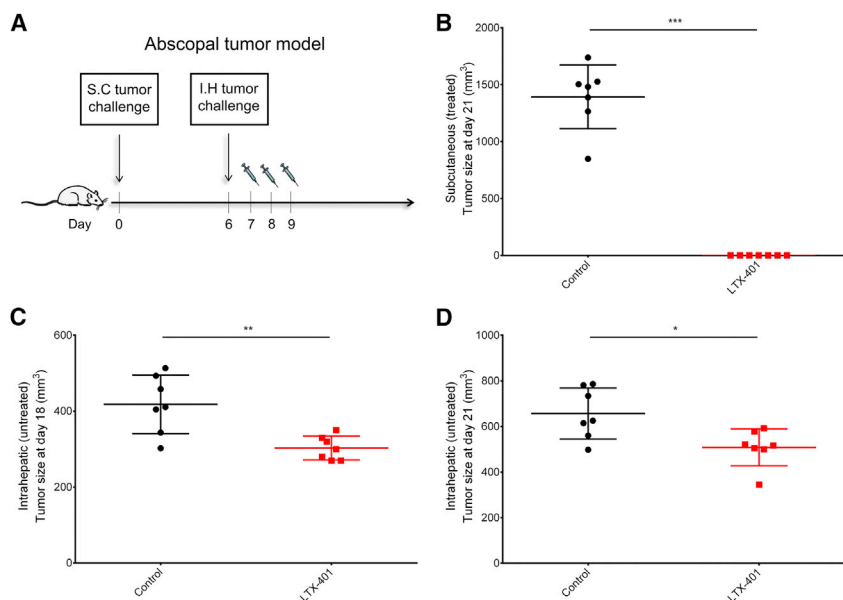 A
Abscopal tumor model
S.C tumor
challenge
I.H tumor
challenge
Day 0 6 7 8 9
B
Subcutaneous (treated)
Tumor size at day 21 (mm³)
2000
1500
1000
500
0
***
Control
LTX-401
C
Intrahepatic (untreated)
Tumor size at day 18 (mm³)
600
400
200
0
**
Control
LTX-401
D
Intrahepatic (untreated)
Tumor size at day 21 (mm³)
1000
800
600
400
200
0
*
Control
LTX-401